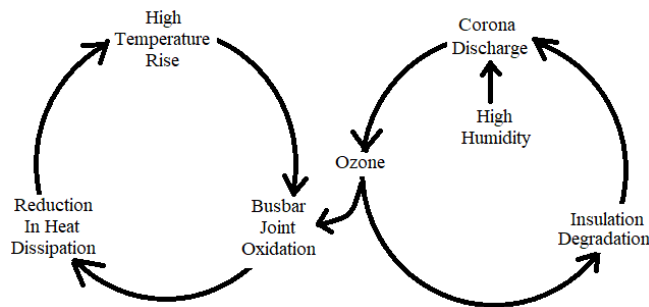 High
Temperature
Rise
Corona
Discharge
High
Humidity
Ozone
Reduction
In Heat
Dissipation
Busbar
Joint
Oxidation
Insulation
Degradation